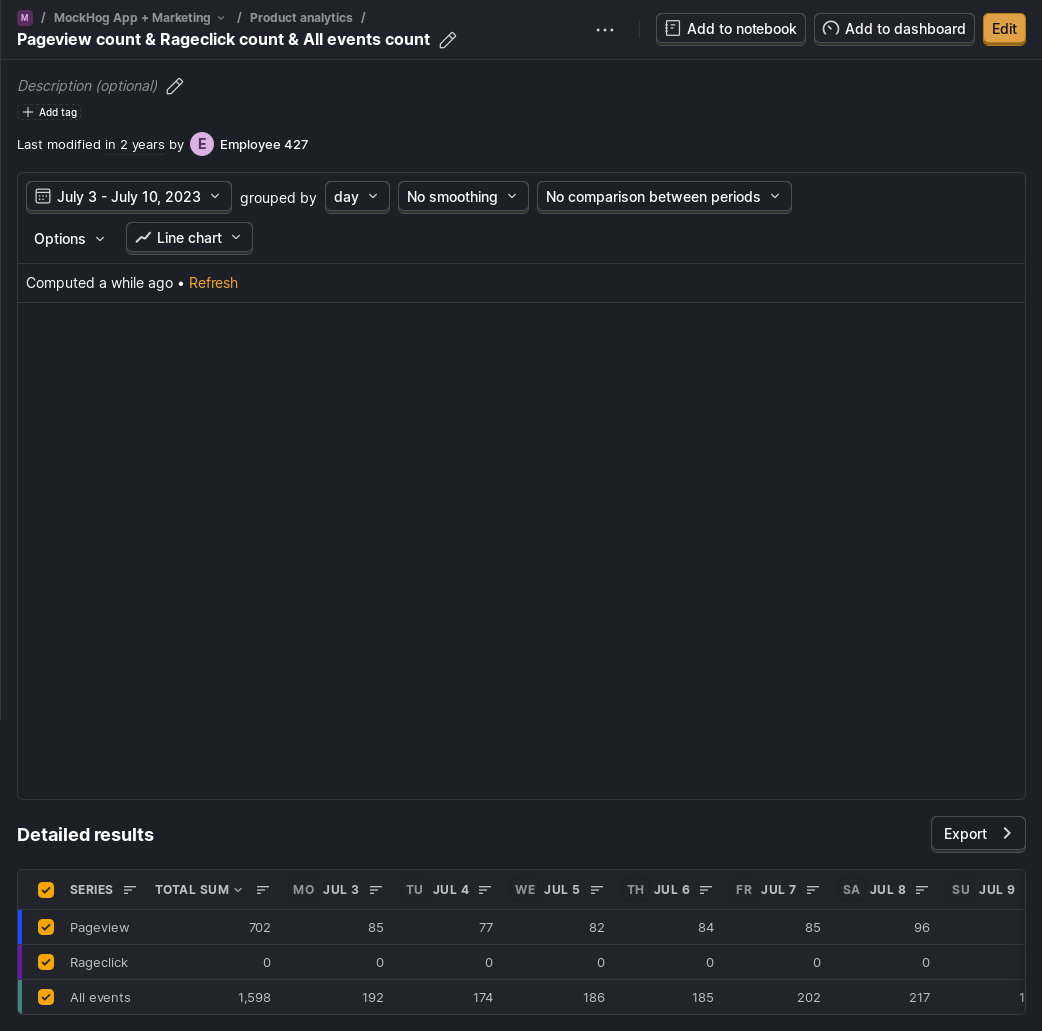 M / MockHog App + Marketing / Product analytics /
Pageview count & Rageclick count & All events count
Add to notebook
Add to dashboard
Edit
Description (optional)
Add tag
Last modified in 2 years by E Employee 427
July 3 - July 10, 2023 grouped by day No smoothing No comparison between periods
Options Line chart
Computed a while ago • Refresh
Detailed results
Export
SERIES TOTAL SUM MO JUL 3 TU JUL 4 WE JUL 5 TH JUL 6 FR JUL 7 SA JUL 8 SU JUL 9
Pageview 702 85 77 82 84 85 96
Rageclick 0 0 0 0 0 0 0
All events 1,598 192 174 186 185 202 217